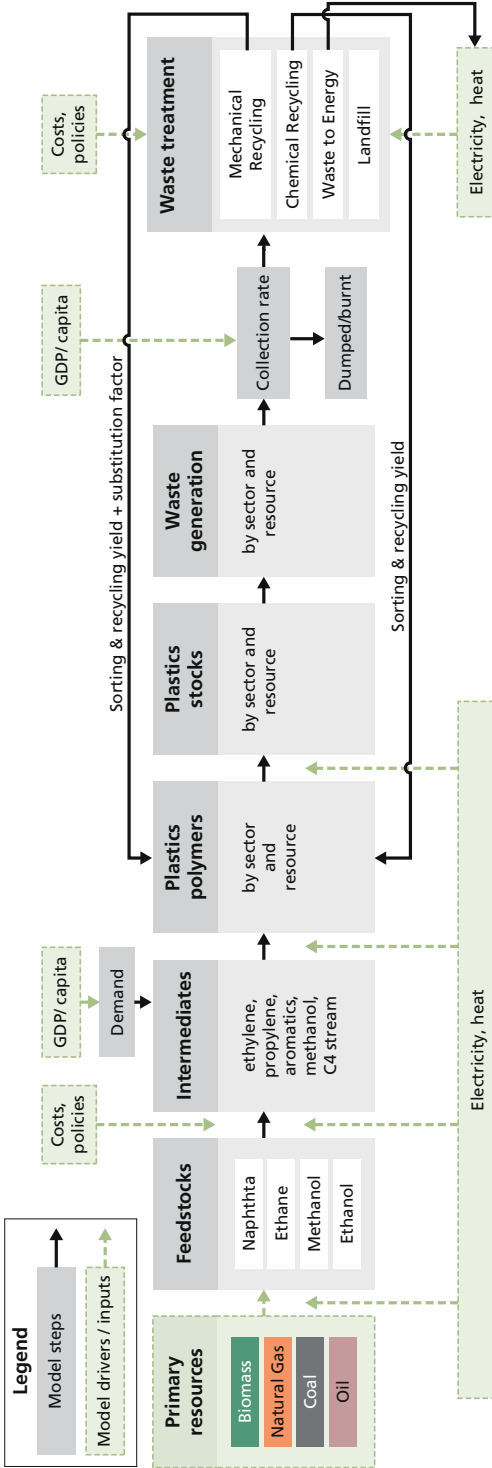 Legend
Model steps
Model drivers / inputs
Costs,
policies
GDP/ capita
Demand
GDP/ capita
Costs,
policies
Sorting & recycling yield + substitution factor
Primary
resources
Biomass
Natural Gas
Coal
Oil
Feedstocks
Naphthta
Ethane
Methanol
Ethanol
Intermediates
ethylene,
propylene,
aromatics,
methanol,
C4 stream
Plastics
polymers
by sector
and
resource
Plastics
stocks
by sector and
resource
Waste
generation
by sector and
resource
Collection rate
Dumped/burnt
Waste treatment
Mechanical
Recycling
Chemical Recycling
Waste to Energy
Landfill
Sorting & recycling yield
Electricity, heat
Electricity, heat